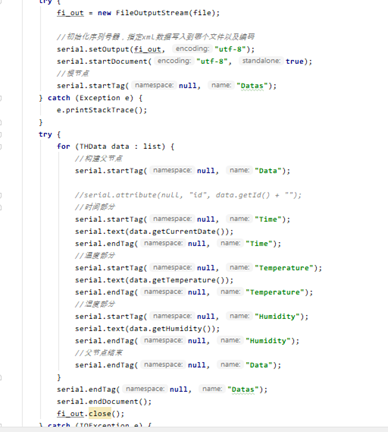 try {
fi_out = new FileOutputStream(file);
//初始化序列号器，指定xml数据写入到哪个文件以及编码
serial.setOutput(fi_out, encoding: "utf-8");
serial.startDocument( encoding: "utf-8", standalone: true);
//根节点
serial.startTag( namespace: null, name: "Datas");
} catch (Exception e) {
e.printStackTrace();
}
try {
for (THData data : list) {
//构建父节点
serial.startTag( namespace: null, name: "Data");
//serial.attribute(null, "id", data.getId() + "");
//时间部分
serial.startTag( namespace: null, name: "Time");
serial.text(data.getCurrentDate());
serial.endTag( namespace: null, name: "Time");
//温度部分
serial.startTag( namespace: null, name: "Temperature");
serial.text(data.getTemperature());
serial.endTag( namespace: null, name: "Temperature");
//湿度部分
serial.startTag( namespace: null, name: "Humidity");
serial.text(data.getHumidity());
serial.endTag( namespace: null, name: "Humidity");
//父节点结束
serial.endTag( namespace: null, name: "Data");
}
serial.endTag( namespace: null, name: "Datas");
serial.endDocument();
fi_out.close();
} catch (IOException e) {